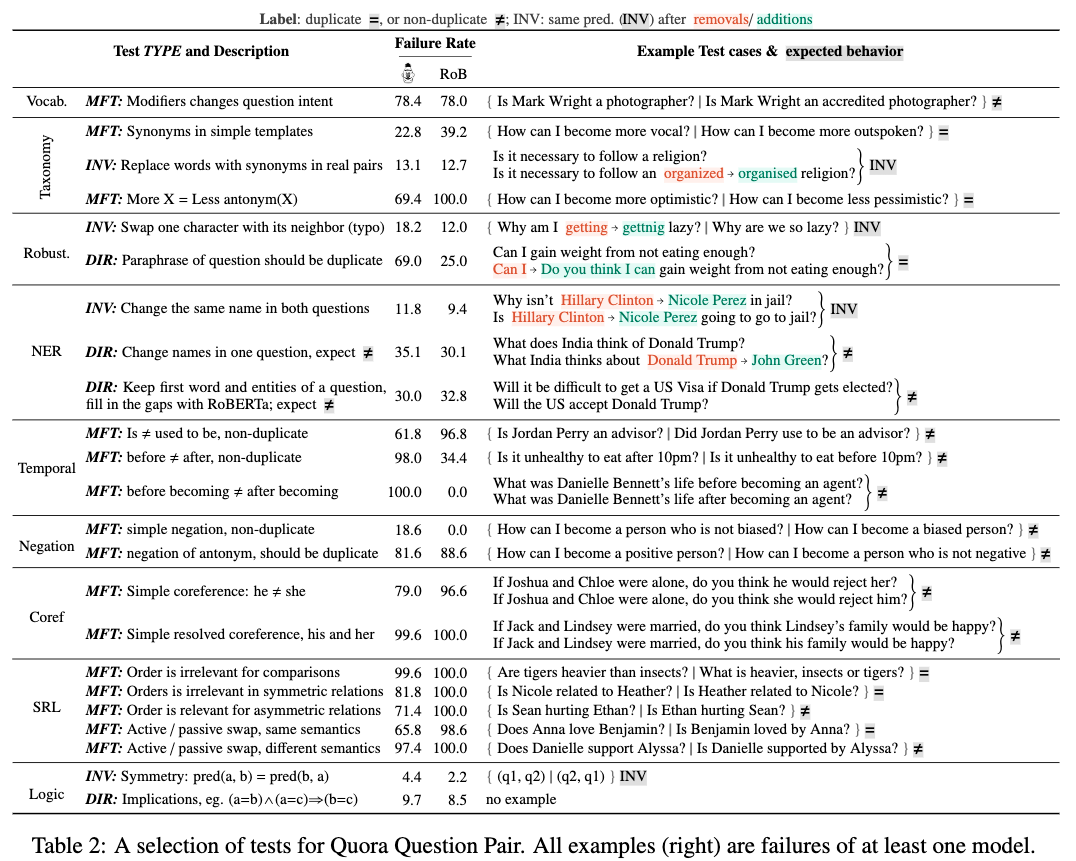 Label: duplicate =, or non-duplicate ≠; INV: same pred. (INV) after removals/ additions
Test TYPE and Description Failure Rate Example Test cases & expected behavior
RoB
Vocab. MFT: Modifiers changes question intent 78.4 78.0 { Is Mark Wright a photographer? | Is Mark Wright an accredited photographer? } ≠
Taxonomy
MFT: Synonyms in simple templates 22.8 39.2 { How can I become more vocal? | How can I become more outspoken? } =
INV: Replace words with synonyms in real pairs 13.1 12.7 Is it necessary to follow a religion?
Is it necessary to follow an organized → organised religion? } INV
MFT: More X = Less antonym(X) 69.4 100.0 { How can I become more optimistic? | How can I become less pessimistic? } =
Robust.
INV: Swap one character with its neighbor (typo) 18.2 12.0 { Why am I getting → gettnig lazy? | Why are we so lazy? } INV
DIR: Paraphrase of question should be duplicate 69.0 25.0 Can I gain weight from not eating enough?
Can I → Do you think I can gain weight from not eating enough? } =
NER
INV: Change the same name in both questions 11.8 9.4 Why isn't Hillary Clinton → Nicole Perez in jail?
Is Hillary Clinton → Nicole Perez going to go to jail? } INV
DIR: Change names in one question, expect ≠ 35.1 30.1 What does India think of Donald Trump?
What India thinks about Donald Trump → John Green? } ≠
DIR: Keep first word and entities of a question,
fill in the gaps with RoBERTa; expect ≠ 30.0 32.8 Will it be difficult to get a US Visa if Donald Trump gets elected?
Will the US accept Donald Trump? } ≠
Temporal
MFT: Is ≠ used to be, non-duplicate 61.8 96.8 { Is Jordan Perry an advisor? | Did Jordan Perry use to be an advisor? } ≠
MFT: before ≠ after, non-duplicate 98.0 34.4 { Is it unhealthy to eat after 10pm? | Is it unhealthy to eat before 10pm? } ≠
MFT: before becoming ≠ after becoming 100.0 0.0 What was Danielle Bennett's life before becoming an agent?
What was Danielle Bennett's life after becoming an agent? } ≠
Negation
MFT: simple negation, non-duplicate 18.6 0.0 { How can I become a person who is not biased? | How can I become a biased person? } ≠
MFT: negation of antonym, should be duplicate 81.6 88.6 { How can I become a positive person? | How can I become a person who is not negative } ≠
Coref
MFT: Simple coreference: he ≠ she 79.0 96.6 If Joshua and Chloe were alone, do you think he would reject her?
If Joshua and Chloe were alone, do you think she would reject him? } ≠
MFT: Simple resolved coreference, his and her 99.6 100.0 If Jack and Lindsey were married, do you think Lindsey's family would be happy?
If Jack and Lindsey were married, do you think his family would be happy? } ≠
SRL
MFT: Order is irrelevant for comparisons 99.6 100.0 { Are tigers heavier than insects? | What is heavier, insects or tigers? } =
MFT: Orders is irrelevant in symmetric relations 81.8 100.0 { Is Nicole related to Heather? | Is Heather related to Nicole? } =
MFT: Order is relevant for asymmetric relations 71.4 100.0 { Is Sean hurting Ethan? | Is Ethan hurting Sean? } ≠
MFT: Active / passive swap, same semantics 65.8 98.6 { Does Anna love Benjamin? | Is Benjamin loved by Anna? } =
MFT: Active / passive swap, different semantics 97.4 100.0 { Does Danielle support Alyssa? | Is Danielle supported by Alyssa? } ≠
Logic
INV: Symmetry: pred(a, b) = pred(b, a) 4.4 2.2 { (q1, q2) | (q2, q1) } INV
DIR: Implications, eg. (a=b)∧(a=c)⇒(b=c) 9.7 8.5 no example
Table 2: A selection of tests for Quora Question Pair. All examples (right) are failures of at least one model.